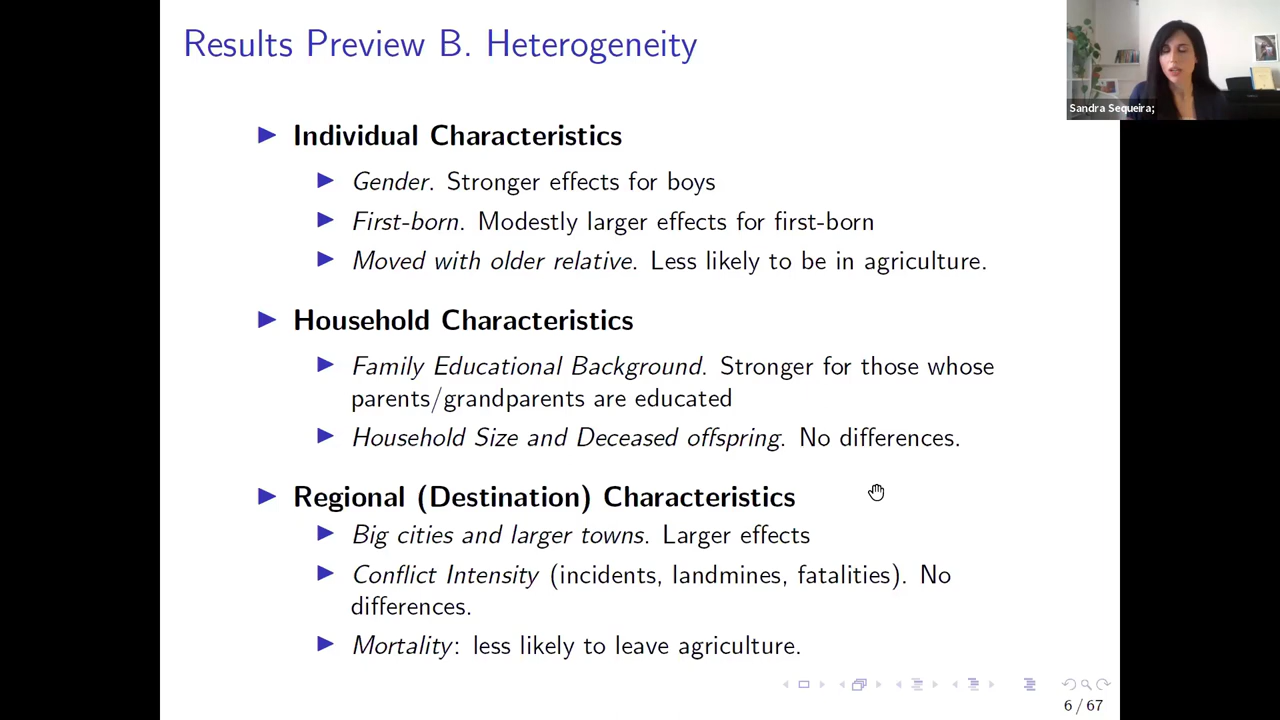 Results Preview B. Heterogeneity
Sandra Sequeira;
Individual Characteristics
Gender. Stronger effects for boys
First-born. Modestly larger effects for first-born
Moved with older relative. Less likely to be in agriculture.
Household Characteristics
Family Educational Background. Stronger for those whose
parents/grandparents are educated
Household Size and Deceased offspring. No differences.
Regional (Destination) Characteristics
Big cities and larger towns. Larger effects
Conflict Intensity (incidents, landmines, fatalities). No
differences.
Mortality: less likely to leave agriculture.
6 / 67